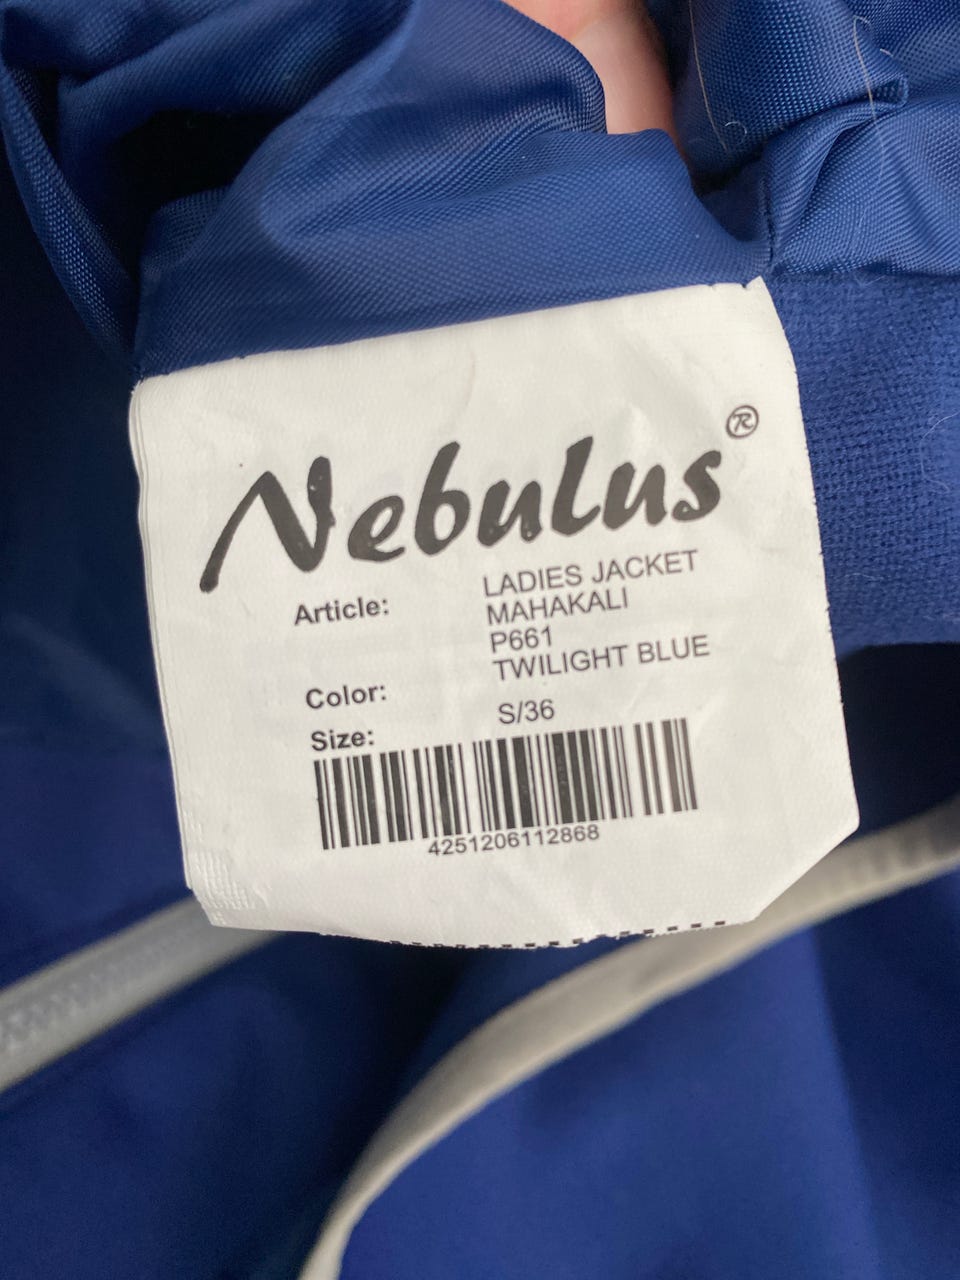 Nebulus®
Article: LADIES JACKET
MAHAKALI
P661
Color: TWILIGHT BLUE
Size: S/36
4251206112868